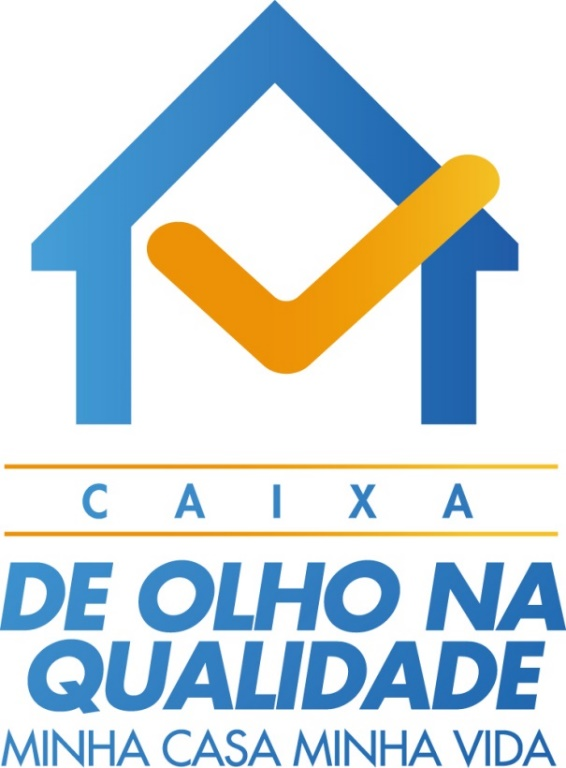 CAIXA
DE OLHO NA
QUALIDADE
MINHA CASA MINHA VIDA